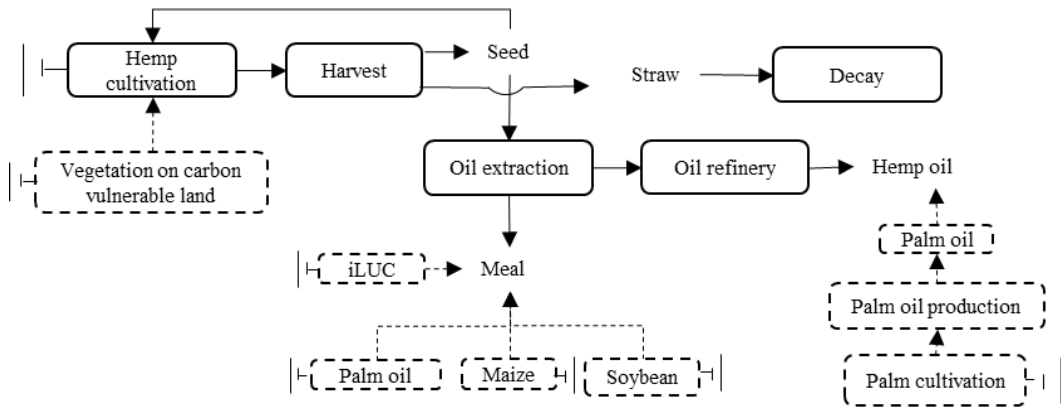 Hemp
cultivation
Harvest
Seed
Straw
Decay
Vegetation on carbon
vulnerable land
Oil extraction
Oil refinery
Hemp oil
Palm oil
iLUC
Meal
Palm oil production
Palm oil
Maize
Soybean
Palm cultivation